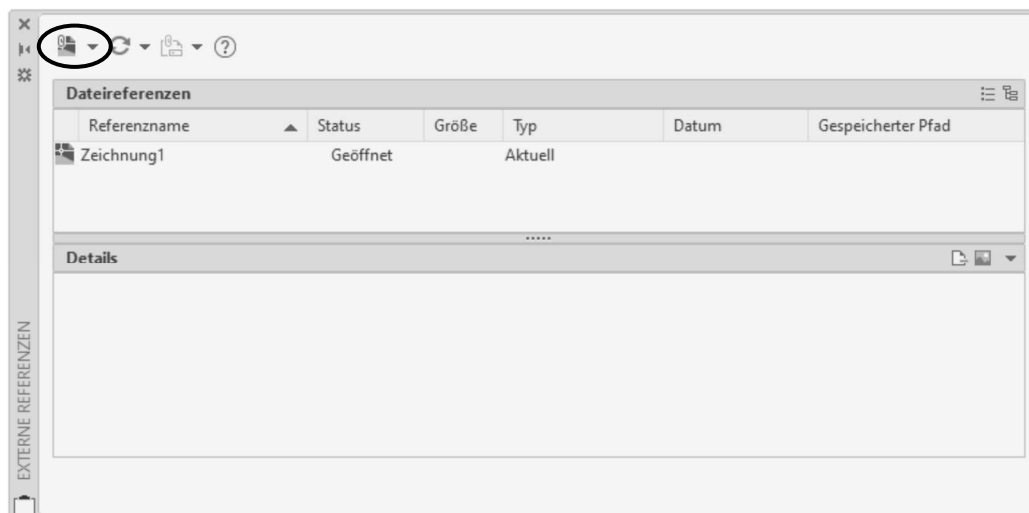 Dateireferenzen
Referenzname Status Größe Typ Datum Gespeicherter Pfad
Zeichnung1 Geöffnet Aktuell
Details
EXTERNE REFERENZEN